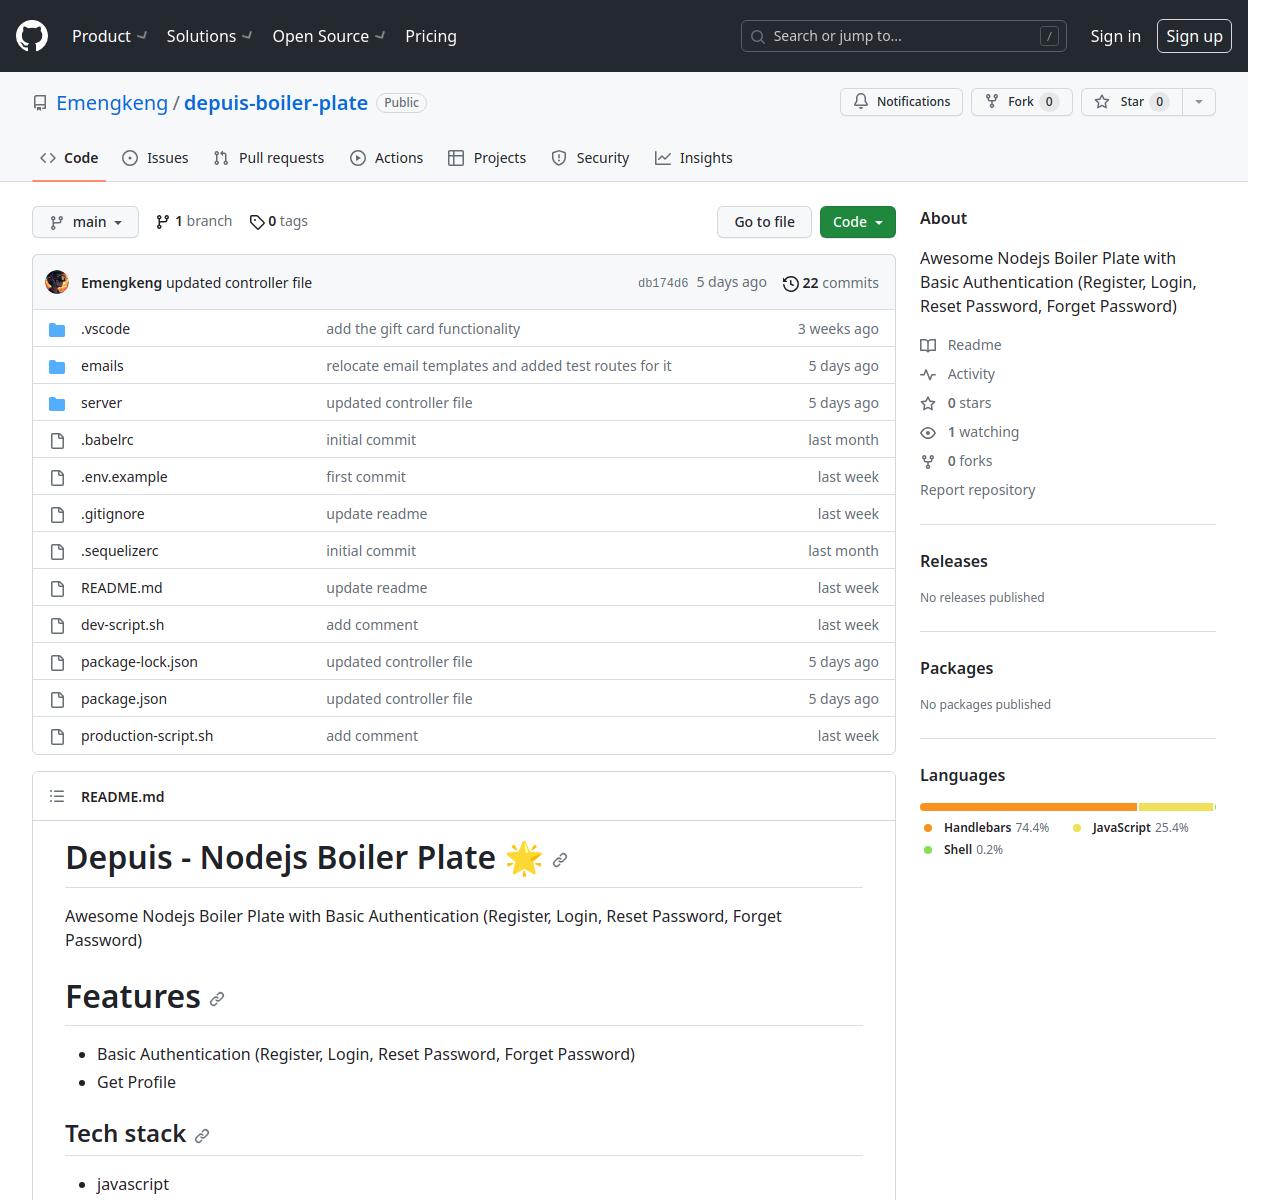 Product Solutions Open Source Pricing Search or jump to... / Sign in Sign up
Emengkeng / depuis-boiler-plate Public Notifications Fork 0 Star 0
Code Issues Pull requests Actions Projects Security Insights
main 1 branch 0 tags Go to file Code
Emengkeng updated controller file db174d6 5 days ago 22 commits
.vscode add the gift card functionality 3 weeks ago
emails relocate email templates and added test routes for it 5 days ago
server updated controller file 5 days ago
.babelrc initial commit last month
.env.example first commit last week
.gitignore update readme last week
.sequelizerc initial commit last month
README.md update readme last week
dev-script.sh add comment last week
package-lock.json updated controller file 5 days ago
package.json updated controller file 5 days ago
production-script.sh add comment last week
README.md
Depuis - Nodejs Boiler Plate 🌟
Awesome Nodejs Boiler Plate with Basic Authentication (Register, Login, Reset Password, Forget
Password)
Features
Basic Authentication (Register, Login, Reset Password, Forget Password)
Get Profile
Tech stack
javascript
About
Awesome Nodejs Boiler Plate with
Basic Authentication (Register, Login,
Reset Password, Forget Password)
Readme
Activity
0 stars
1 watching
0 forks
Report repository
Releases
No releases published
Packages
No packages published
Languages
Handlebars 74.4% JavaScript 25.4%
Shell 0.2%